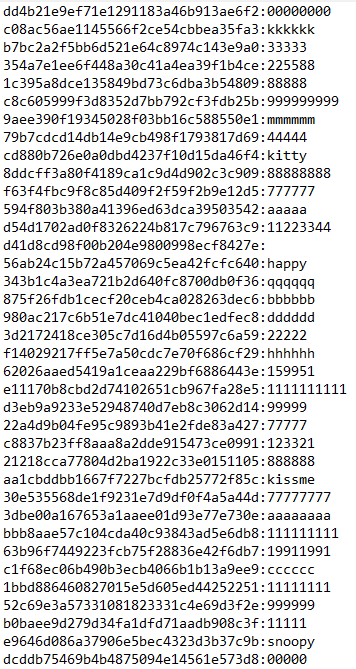 dd4b21e9ef71e1291183a46b913ae6f2:00000000
c08ac56ae1145566f2ce54cbbea35fa3:kkkkkk
b7bc2a2f5bb6d521e64c8974c143e9a0:33333
354a7e1ee6f448a30c41a4ea39f1b4ce:225588
1c395a8dce135849bd73c6dba3b54809:88888
c8c605999f3d8352d7bb792cf3fdb25b:999999999
9aee390f19345028f03bb16c588550e1:mmmmmm
79b7cdcd14db14e9cb498f1793817d69:44444
cd880b726e0a0dbd4237f10d15da46f4:kitty
8ddcff3a80f4189ca1c9d4d902c3c909:88888888
f63f4fbc9f8c85d409f2f59f2b9e12d5:777777
594f803b380a41396ed63dca39503542:aaaaa
d54d1702ad0f8326224b817c796763c9:11223344
d41d8cd98f00b204e9800998ecf8427e:
56ab24c15b72a457069c5ea42fcfc640:happy
343b1c4a3ea721b2d640fc8700db0f36:qqqqqq
875f26fdb1cecf20ceb4ca028263dec6:bbbbbb
980ac217c6b51e7dc41040bec1edfec8:dddddd
3d2172418ce305c7d16d4b05597c6a59:22222
f14029217ff5e7a50cdc7e70f686cf29:hhhhhh
62026aaed5419a1ceaa229bf6886443e:159951
e11170b8cbd2d74102651cb967fa28e5:1111111111
d3eb9a9233e52948740d7eb8c3062d14:99999
22a4d9b04fe95c9893b41e2fde83a427:77777
c8837b23ff8aaa8a2dde915473ce0991:123321
21218cca77804d2ba1922c33e0151105:888888
aa1cbddbb1667f7227bcfdb25772f85c:kissme
30e535568de1f9231e7d9df0f4a5a44d:77777777
3dbe00a167653a1aaee01d93e77e730e:aaaaaaaa
bbb8aae57c104cda40c93843ad5e6db8:111111111
63b96f7449223fcb75f28836e42f6db7:19911991
c1f68ec06b490b3ecb4066b1b13a9ee9:cccccc
1bbd886460827015e5d605ed44252251:11111111
52c69e3a57331081823331c4e69d3f2e:999999
b0baee9d279d34fa1dfd71aadb908c3f:11111
e9646d086a37906e5bec4323d3b37c9b:snoopy
dcddb75469b4b4875094e14561e573d8:00000